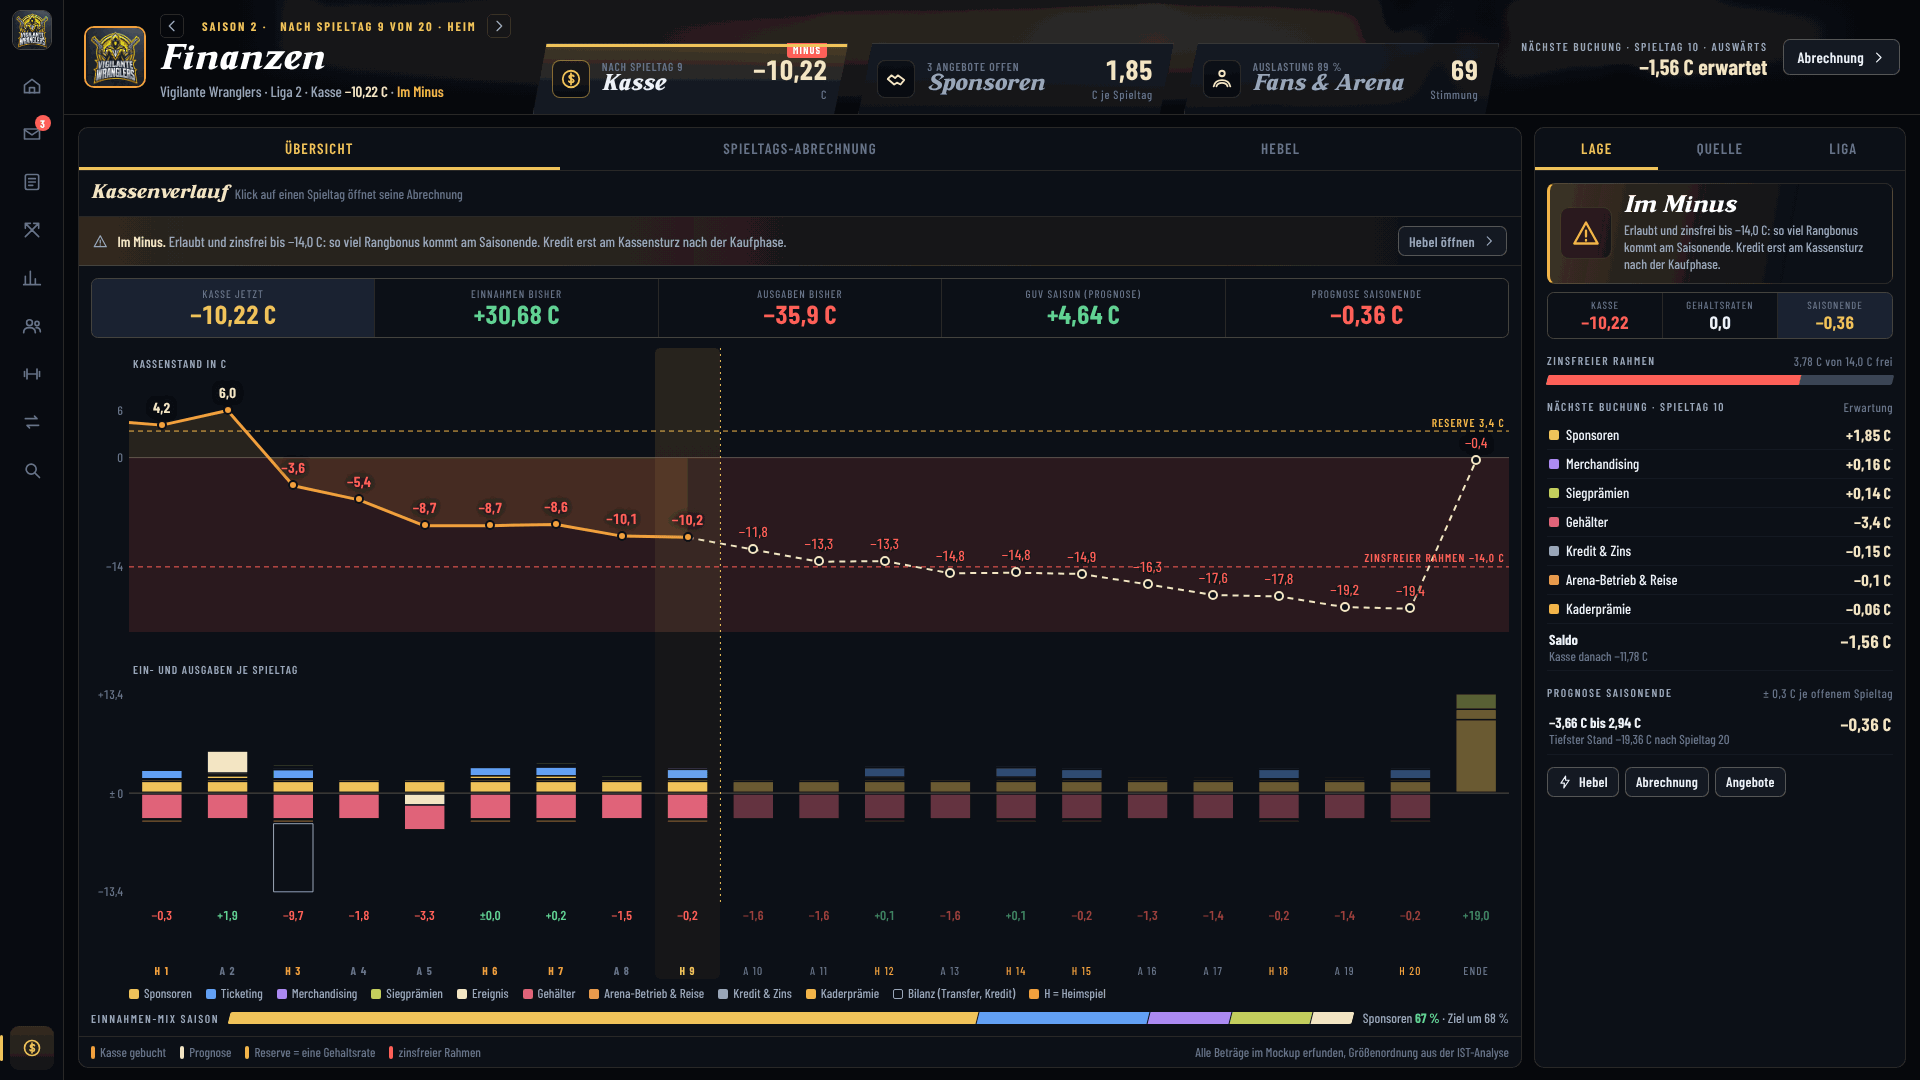 VIGILANTE WRANGLERS
SAISON 2 · NACH SPIELTAG 9 VON 20 · HEIM
Finanzen
Vigilante Wranglers · Liga 2 · Kasse −10,22 C · Im Minus
NACH SPIELTAG 9
Kasse
MINUS
−10,22
C
3 ANGEBOTE OFFEN
Sponsoren
1,85
C je Spieltag
AUSLASTUNG 89 %
Fans & Arena
69
Stimmung
NÄCHSTE BUCHUNG · SPIELTAG 10 · AUSWÄRTS
−1,56 C erwartet
Abrechnung
3
ÜBERSICHT
SPIELTAGS-ABRECHNUNG
HEBEL
Kassenverlauf Klick auf einen Spieltag öffnet seine Abrechnung
Im Minus. Erlaubt und zinsfrei bis −14,0 C: so viel Rangbonus kommt am Saisonende. Kredit erst am Kassensturz nach der Kaufphase.
Hebel öffnen
KASSE JETZT
−10,22 C
EINNAHMEN BISHER
+30,68 C
AUSGABEN BISHER
−35,9 C
GUV SAISON (PROGNOSE)
+4,64 C
PROGNOSE SAISONENDE
−0,36 C
KASSENSTAND IN C
6
0
−14
4,2
6,0
−3,6
−5,4
−8,7
−8,7
−8,6
−10,1
−10,2
−11,8
−13,3
−13,3
−14,8
−14,8
−14,9
−16,3
−17,6
−17,8
−19,2
−19,4
−0,4
RESERVE 3,4 C
ZINSFREIER RAHMEN −14,0 C
EIN- UND AUSGABEN JE SPIELTAG
+13,4
± 0
−13,4
−0,3 +1,9 −9,7 −1,8 −3,3 ±0,0 +0,2 −1,5 −0,2 −1,6 −1,6 +0,1 −1,6 +0,1 −0,2 −1,3 −1,4 −0,2 −1,4 −0,2 +19,0
H 1 A 2 H 3 A 4 A 5 H 6 H 7 A 8 H 9 A 10 A 11 H 12 A 13 H 14 H 15 A 16 A 17 H 18 A 19 H 20 ENDE
Sponsoren Ticketing Merchandising Siegprämien Ereignis Gehälter Arena-Betrieb & Reise Kredit & Zins Kaderprämie Bilanz (Transfer, Kredit) H = Heimspiel
EINNAHMEN-MIX SAISON
Sponsoren 67 % · Ziel um 68 %
Kasse gebucht Prognose Reserve = eine Gehaltsrate zinsfreier Rahmen
Alle Beträge im Mockup erfunden, Größenordnung aus der IST-Analyse
LAGE
QUELLE
LIGA
Im Minus
Erlaubt und zinsfrei bis −14,0 C: so viel Rangbonus
kommt am Saisonende. Kredit erst am Kassensturz
nach der Kaufphase.
KASSE
−10,22
GEHALTSRATEN
0,0
SAISONENDE
−0,36
ZINSFREIER RAHMEN
3,78 C von 14,0 C frei
NÄCHSTE BUCHUNG · SPIELTAG 10
Erwartung
Sponsoren +1,85 C
Merchandising +0,16 C
Siegprämien +0,14 C
Gehälter −3,4 C
Kredit & Zins −0,15 C
Arena-Betrieb & Reise −0,1 C
Kaderprämie −0,06 C
Saldo −1,56 C
Kasse danach −11,78 C
PROGNOSE SAISONENDE
± 0,3 C je offenem Spieltag
−3,66 C bis 2,94 C −0,36 C
Tiefster Stand −19,36 C nach Spieltag 20
Hebel
Abrechnung
Angebote